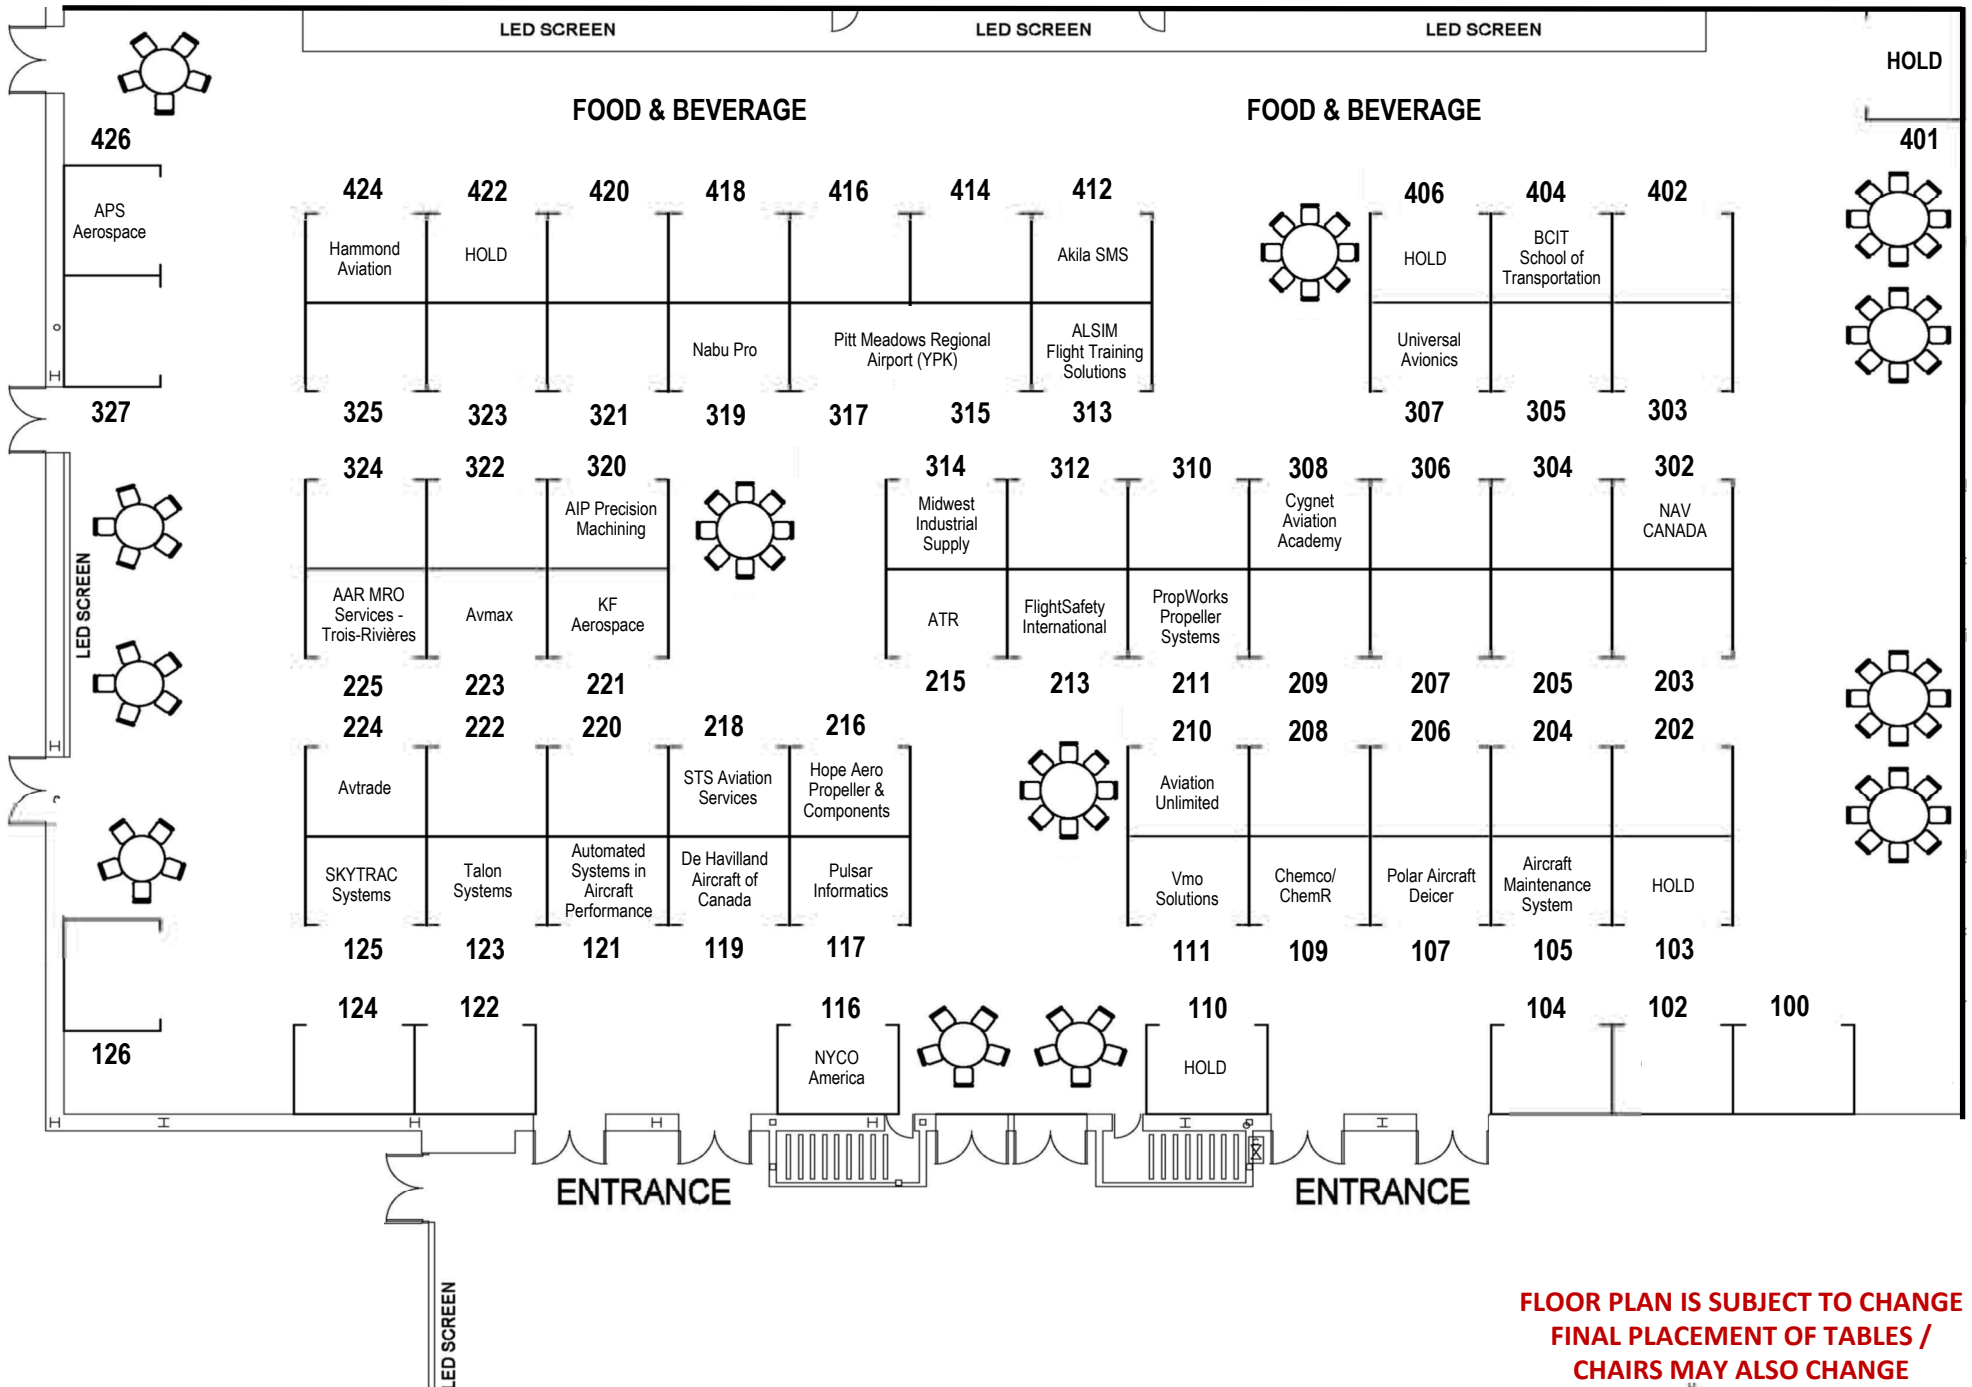 LED SCREEN
LED SCREEN
LED SCREEN
HOLD
FOOD & BEVERAGE
FOOD & BEVERAGE
426
401
APS
Aerospace
327
424
422
420
418
416
414
412
Hammond
Aviation
HOLD
Akila SMS
Nabu Pro
Pitt Meadows Regional
Airport (YPK)
ALSIM
Flight Training
Solutions
325
323
321
319
317
315
313
406
404
402
HOLD
BCIT
School of
Transportation
Universal
Avionics
307
305
303
LED SCREEN
324
322
320
AIP Precision
Machining
AAR MRO
Services -
Trois-Rivières
Avmax
KF
Aerospace
225
223
221
314
312
310
308
306
304
302
Midwest
Industrial
Supply
Cygnet
Aviation
Academy
NAV
CANADA
ATR
FlightSafety
International
PropWorks
Propeller
Systems
215
213
211
209
207
205
203
224
222
220
218
216
Avtrade
STS Aviation
Services
Hope Aero
Propeller &
Components
SKYTRAC
Systems
Talon
Systems
Automated
Systems in
Aircraft
Performance
De Havilland
Aircraft of
Canada
Pulsar
Informatics
125
123
121
119
117
210
208
206
204
202
Aviation
Unlimited
Vmo
Solutions
Chemco/
ChemR
Polar Aircraft
Deicer
Aircraft
Maintenance
System
HOLD
111
109
107
105
103
126
124
122
116
110
104
102
100
NYCO
America
HOLD
ENTRANCE
ENTRANCE
LED SCREEN
FLOOR PLAN IS SUBJECT TO CHANGE
FINAL PLACEMENT OF TABLES /
CHAIRS MAY ALSO CHANGE